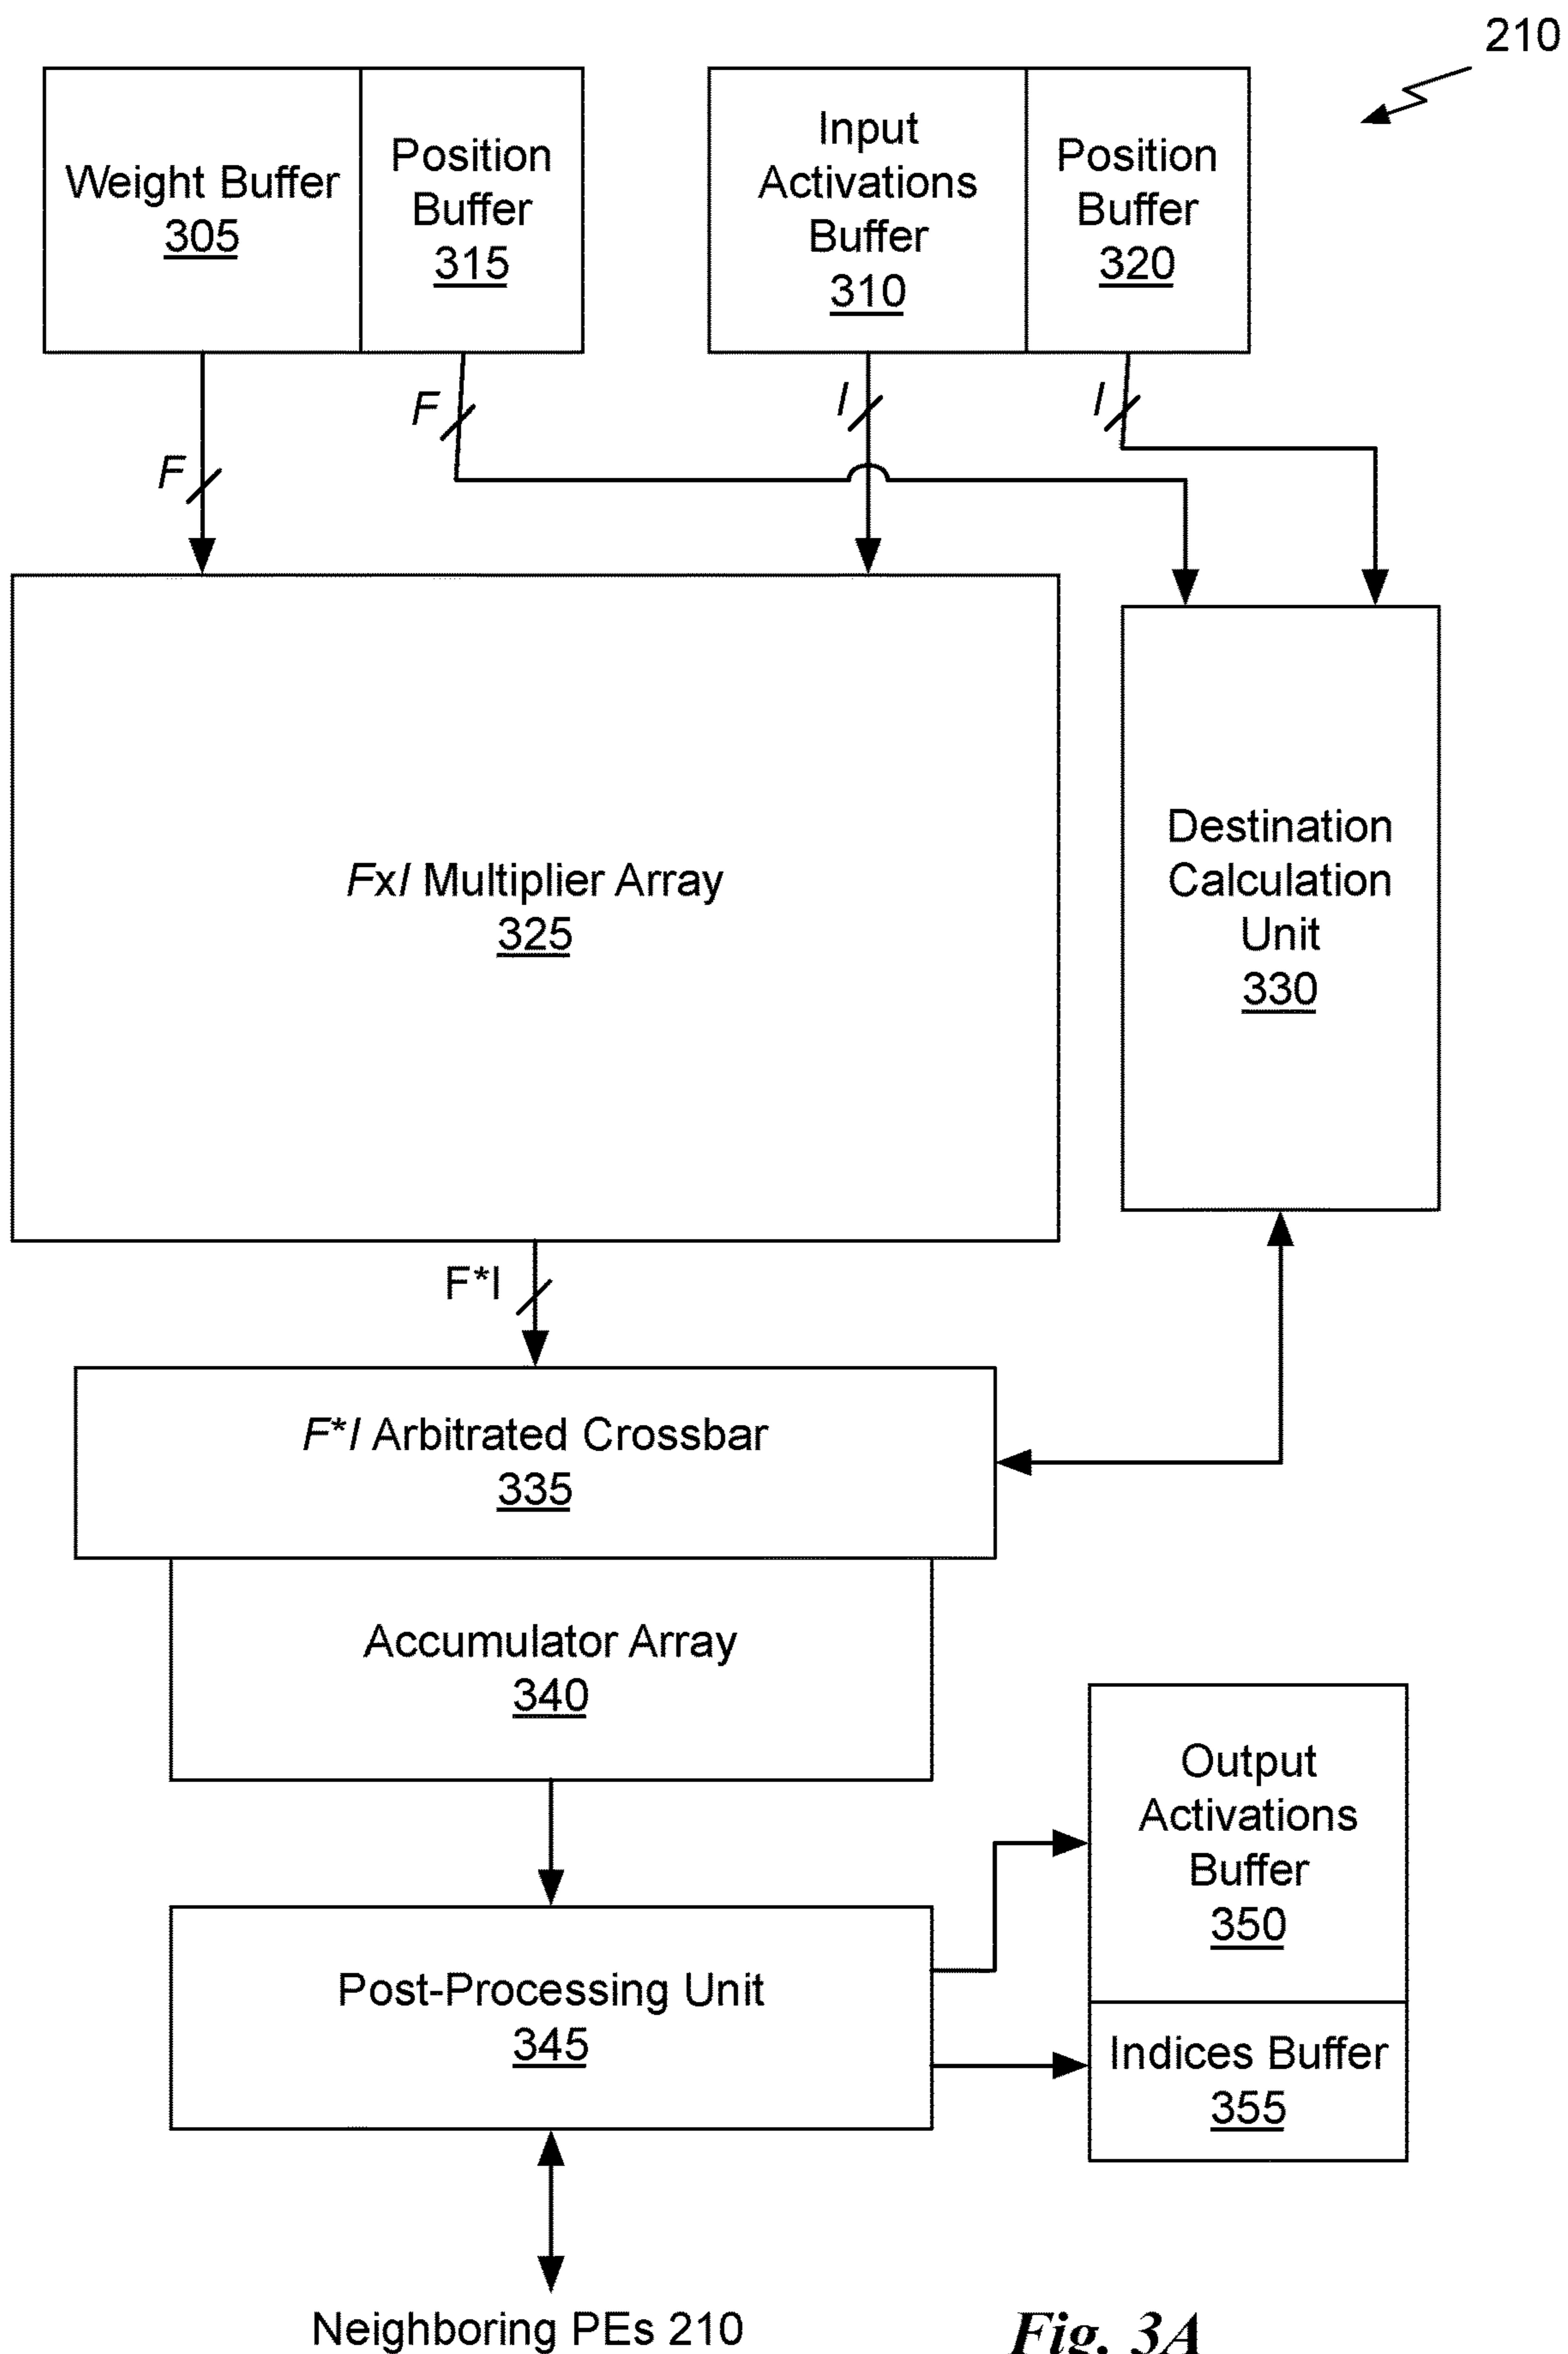 210
Weight Buffer
305
Position
Buffer
315
Input
Activations
Buffer
310
Position
Buffer
320
F
F
I
I
FxI Multiplier Array
325
Destination
Calculation
Unit
330
F*I
F*I Arbitrated Crossbar
335
Accumulator Array
340
Output
Activations
Buffer
350
Post-Processing Unit
345
Indices Buffer
355
Neighboring PEs 210
Fig. 3A